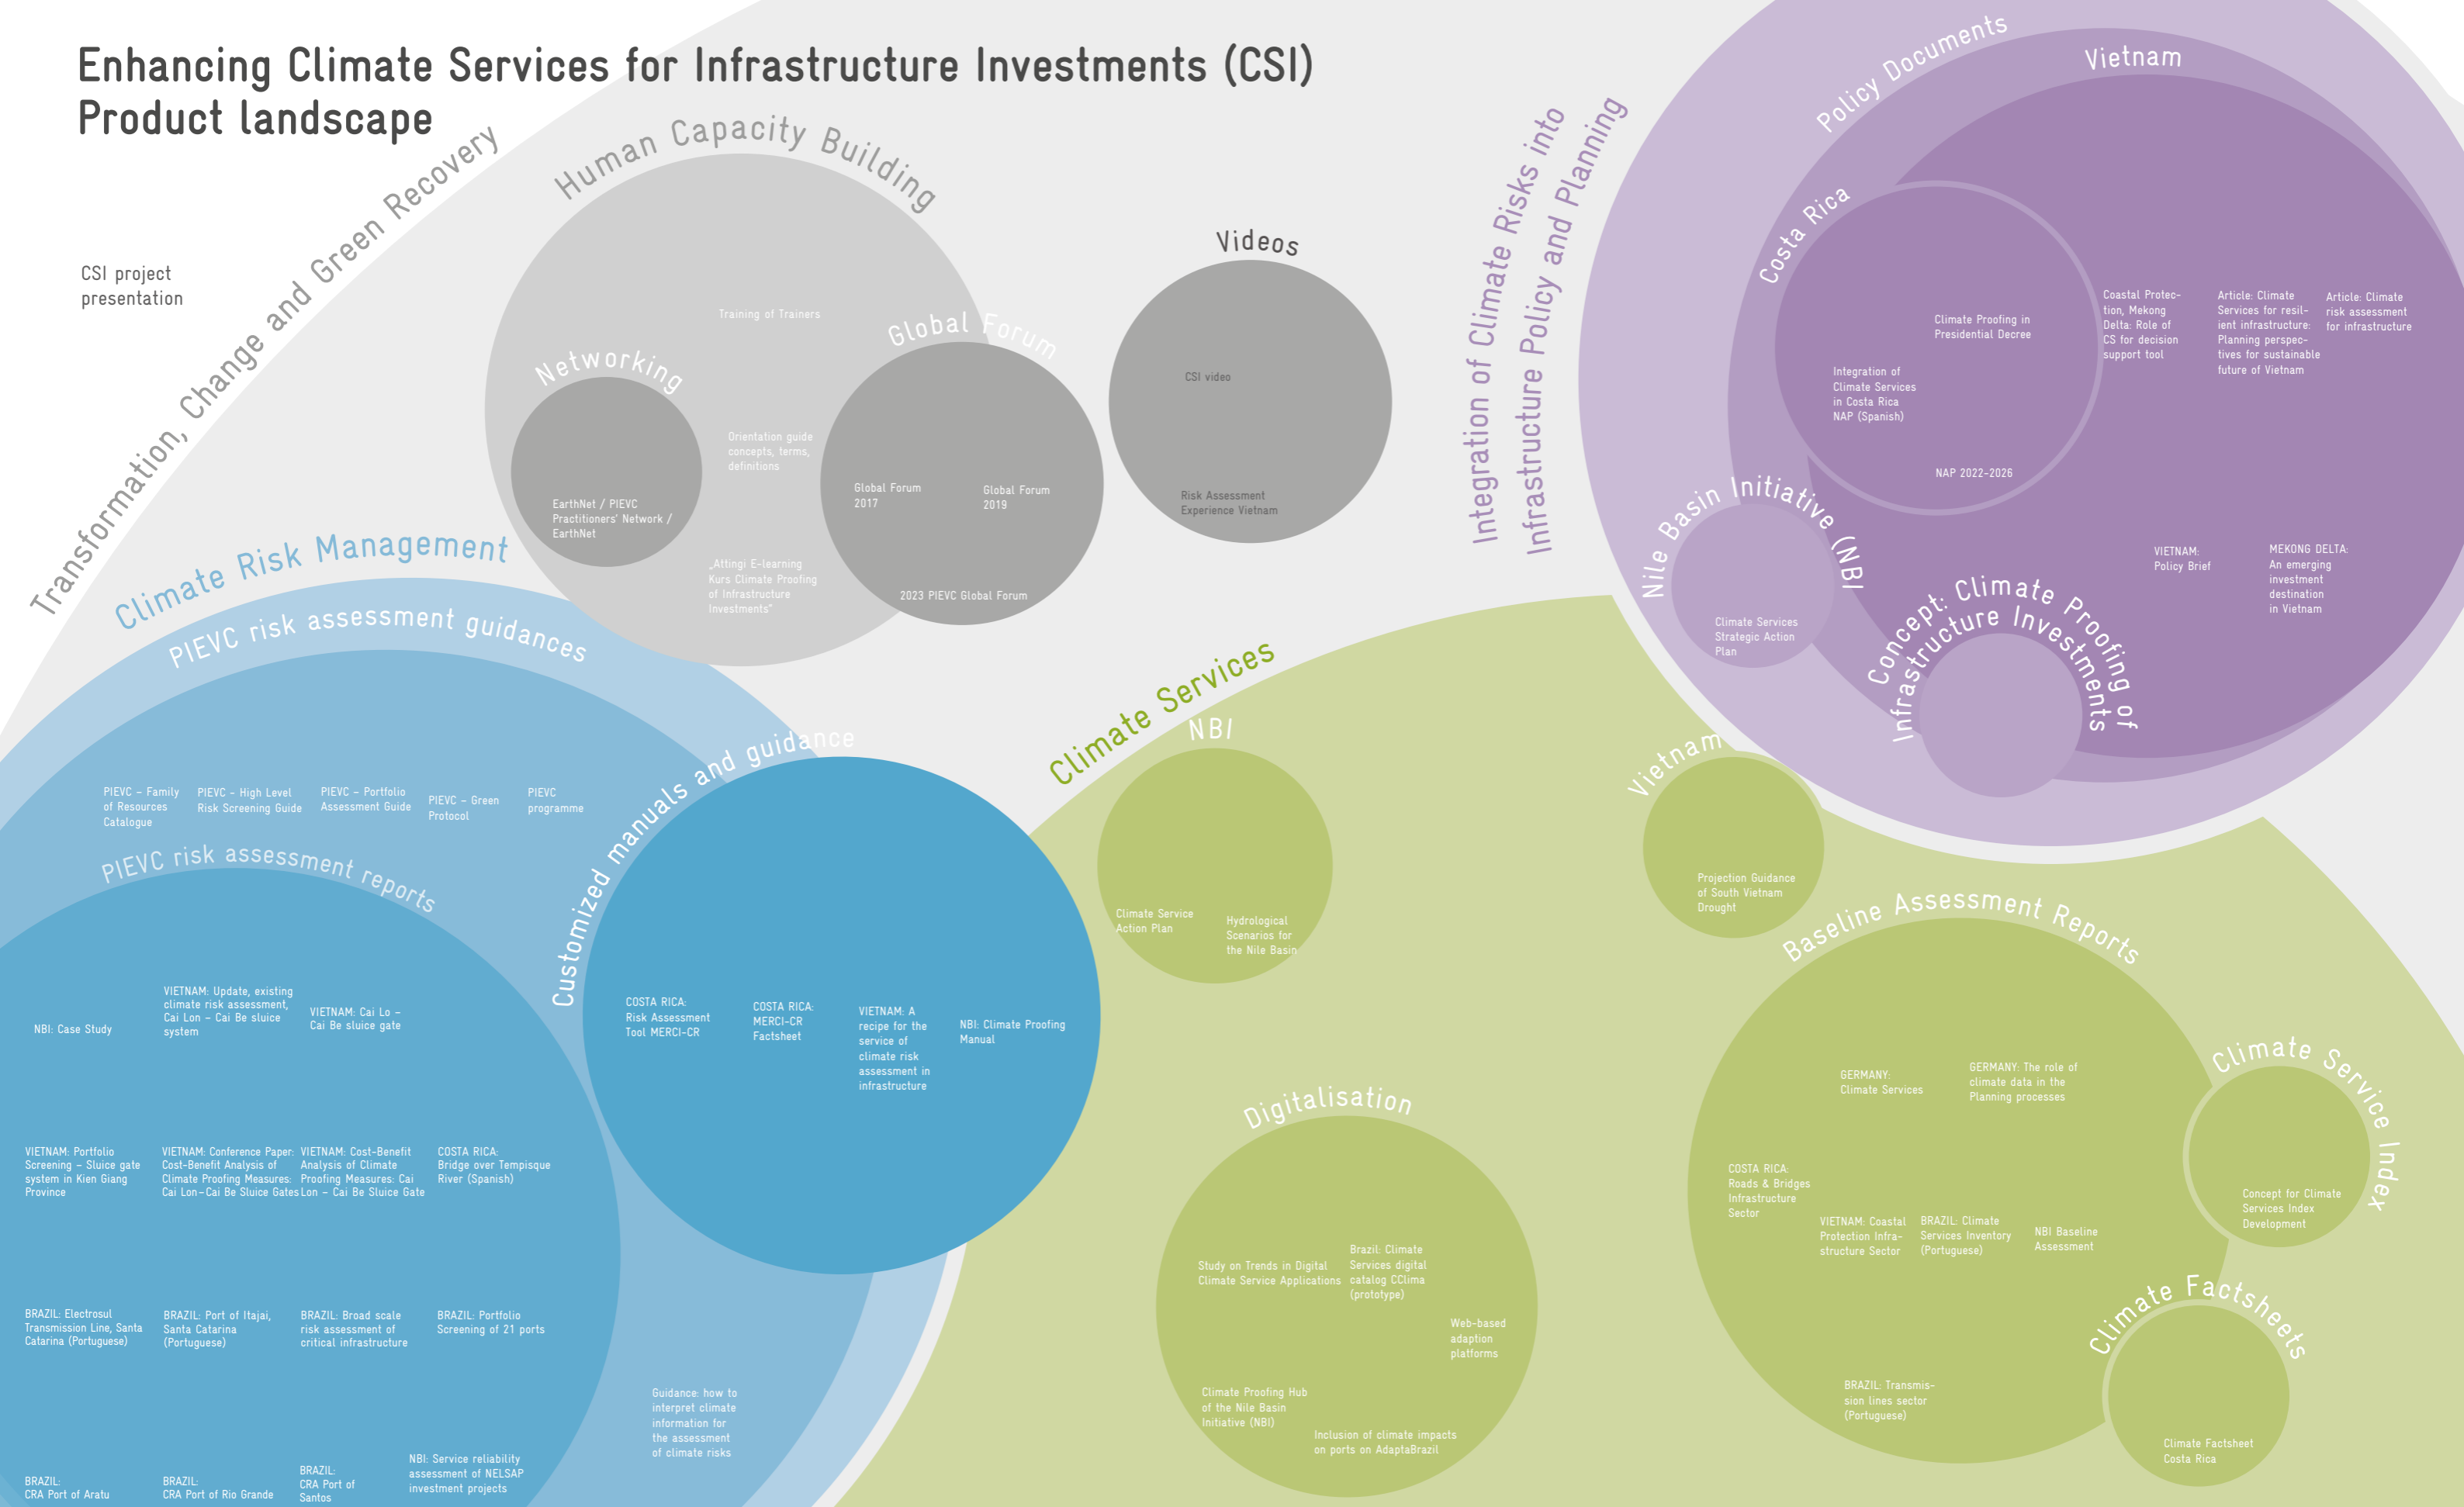 Enhancing Climate Services for Infrastructure Investments (CSI)
Product landscape
CSI project
presentation
Transformation, Change and Green Recovery
Human Capacity Building
Training of Trainers
Networking
EarthNet / PIEVC
Practitioners' Network /
EarthNet
Orientation guide
concepts, terms,
definitions
„Attingi E-learning
Kurs Climate Proofing
of Infrastructure
Investments"
Global Forum
Global Forum
2017
Global Forum
2019
2023 PIEVC Global Forum
Videos
CSI video
Risk Assessment
Experience Vietnam
Integration of Climate Risks into
Infrastructure Policy and Planning
Policy Documents
Vietnam
Coastal Protec-
tion, Mekong
Delta: Role of
CS for decision
support tool
Article: Climate
Services for resil-
ient infrastructure:
Planning perspec-
tives for sustainable
future of Vietnam
Article: Climate
risk assessment
for infrastructure
VIETNAM:
Policy Brief
MEKONG DELTA:
An emerging
investment
destination
in Vietnam
Costa Rica
Climate Proofing in
Presidential Decree
Integration of
Climate Services
in Costa Rica
NAP (Spanish)
NAP 2022-2026
Nile Basin Initiative (NBI
Climate Services
Strategic Action
Plan
Concept: Climate Proofing of
Infrastructure Investments
Climate Risk Management
PIEVC risk assessment guidances
PIEVC – Family
of Resources
Catalogue
PIEVC - High Level
Risk Screening Guide
PIEVC – Portfolio
Assessment Guide
PIEVC – Green
Protocol
PIEVC
programme
PIEVC risk assessment reports
NBI: Case Study
VIETNAM: Update, existing
climate risk assessment,
Cai Lon – Cai Be sluice
system
VIETNAM: Cai Lo –
Cai Be sluice gate
VIETNAM: Portfolio
Screening – Sluice gate
system in Kien Giang
Province
VIETNAM: Conference Paper:
Cost-Benefit Analysis of
Climate Proofing Measures:
Cai Lon–Cai Be Sluice Gates
VIETNAM: Cost-Benefit
Analysis of Climate
Proofing Measures: Cai
Lon – Cai Be Sluice Gate
COSTA RICA:
Bridge over Tempisque
River (Spanish)
BRAZIL: Electrosul
Transmission Line, Santa
Catarina (Portuguese)
BRAZIL: Port of Itajai,
Santa Catarina
(Portuguese)
BRAZIL: Broad scale
risk assessment of
critical infrastructure
BRAZIL: Portfolio
Screening of 21 ports
BRAZIL:
CRA Port of Aratu
BRAZIL:
CRA Port of Rio Grande
BRAZIL:
CRA Port of
Santos
NBI: Service reliability
assessment of NELSAP
investment projects
Guidance: how to
interpret climate
information for
the assessment
of climate risks
Customized manuals and guidance
COSTA RICA:
Risk Assessment
Tool MERCI-CR
COSTA RICA:
MERCI-CR
Factsheet
VIETNAM: A
recipe for the
service of
climate risk
assessment in
infrastructure
NBI: Climate Proofing
Manual
Climate Services
NBI
Climate Service
Action Plan
Hydrological
Scenarios for
the Nile Basin
Vietnam
Projection Guidance
of South Vietnam
Drought
Digitalisation
Study on Trends in Digital
Climate Service Applications
Brazil: Climate
Services digital
catalog CClima
(prototype)
Web-based
adaption
platforms
Climate Proofing Hub
of the Nile Basin
Initiative (NBI)
Inclusion of climate impacts
on ports on AdaptaBrazil
Baseline Assessment Reports
GERMANY:
Climate Services
GERMANY: The role of
climate data in the
Planning processes
COSTA RICA:
Roads & Bridges
Infrastructure
Sector
VIETNAM: Coastal
Protection Infra-
structure Sector
BRAZIL: Climate
Services Inventory
(Portuguese)
NBI Baseline
Assessment
BRAZIL: Transmis-
sion lines sector
(Portuguese)
Climate Service Index
Concept for Climate
Services Index
Development
Climate Factsheets
Climate Factsheet
Costa Rica